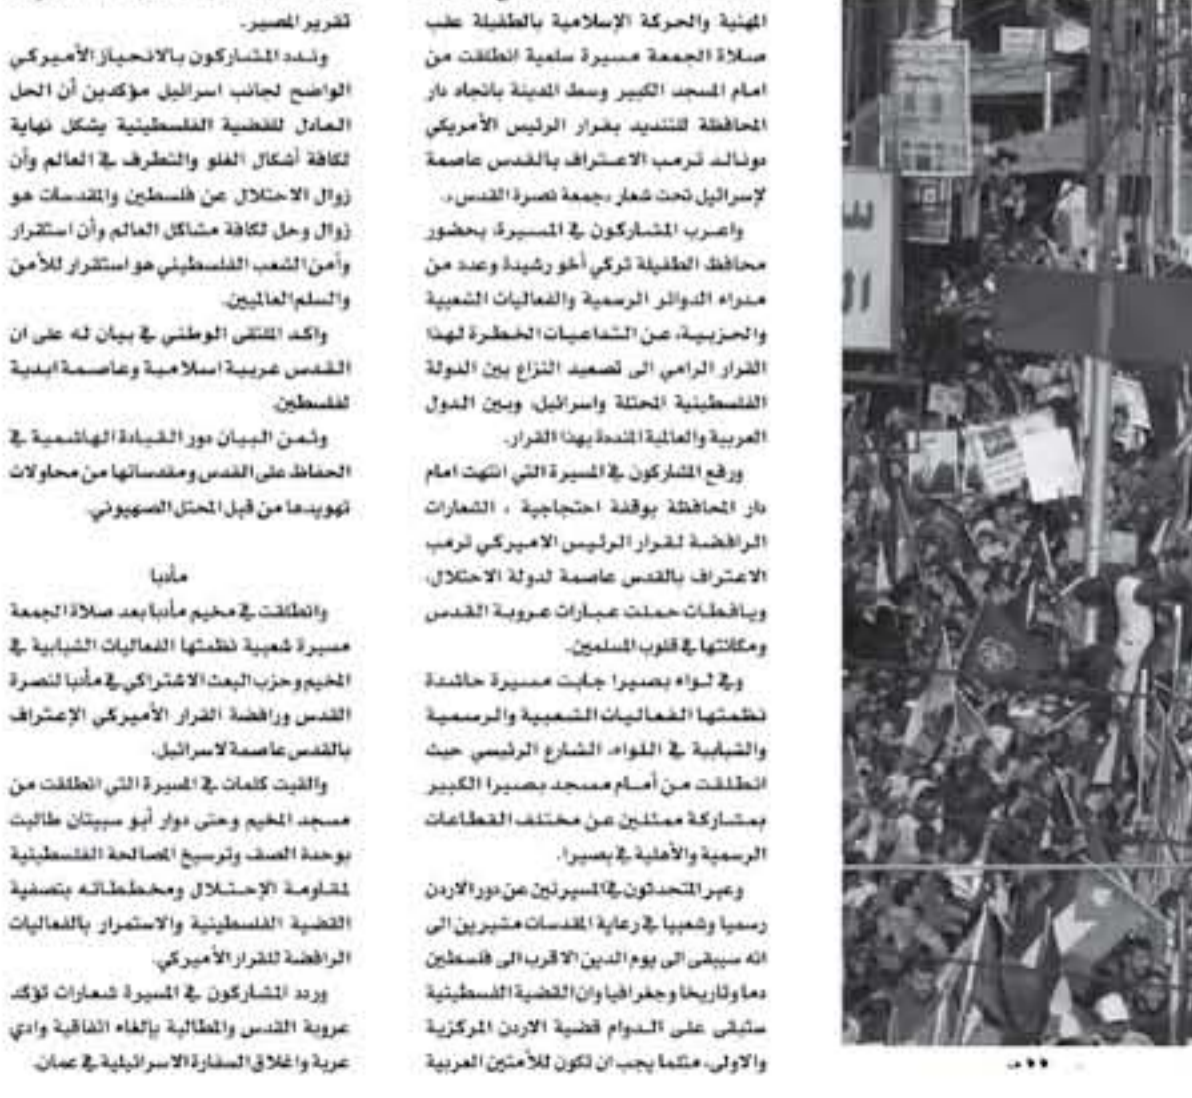 المهنية والحركة الإسلامية بالطفيلة عقب
صلاة الجمعة مسيرة سلمية انطلقت من
امام المسجد الكبير وسط المدينة باتجاه دار
المحافظة للتنديد بقرار الرئيس الأمريكي
دونالد ترمب الاعتراف بالقدس عاصمة
لإسرائيل تحت شعار «جمعة نصرة القدس».
واعرب المشاركون في المسيرة، بحضور
محافظ الطفيلة تركي أخو رشيدة وعدد من
مدراء الدوائر الرسمية والفعاليات الشعبية
والحزبية، عن التداعيات الخطرة لهذا
القرار الرامي الى تصعيد النزاع بين الدولة
الفلسطينية المحتلة واسرائيل، وبين الدول
العربية والعالمية المنددة بهذا القرار.
ورفع المشاركون في المسيرة التي انتهت امام
دار المحافظة بوقفة احتجاجية ، الشعارات
الرافضة لقرار الرئيس الاميركي ترمب
الاعتراف بالقدس عاصمة لدولة الاحتلال،
ويافطات حملت عبارات عروبة القدس
ومكانتها في قلوب المسلمين.
وفي لواء بصيرا جابت مسيرة حاشدة
نظمتها الفعاليات الشعبية والرسمية
والشبابية في اللواء، الشارع الرئيسي حيث
انطلقت من أمام مسجد بصيرا الكبير
بمشاركة ممثلين عن مختلف القطاعات
الرسمية والأهلية في بصيرا.
وعبر المتحدثون في المسيرتين عن دور الاردن
رسميا وشعبيا في رعاية المقدسات مشيرين الى
انه سيبقى الى يوم الدين الاقرب الى فلسطين
دما وتاريخا وجغرافيا وان القضية الفلسطينية
ستبقى على الدوام قضية الاردن المركزية
والاولى، مثلما يجب ان تكون للأمتين العربية
تقرير المصير.
وندد المشاركون بالانحياز الأميركي
الواضح لجانب اسرائيل مؤكدين أن الحل
العادل للقضية الفلسطينية يشكل نهاية
لكافة أشكال الغلو والتطرف في العالم وأن
زوال الاحتلال عن فلسطين والمقدسات هو
زوال وحل لكافة مشاكل العالم وأن استقرار
وأمن الشعب الفلسطيني هو استقرار للأمن
والسلم العالميين.
واكد الملتقى الوطني في بيان له على ان
القدس عربية اسلامية وعاصمة ابدية
لفلسطين.
وثمن البيان دور القيادة الهاشمية في
الحفاظ على القدس ومقدساتها من محاولات
تهويدها من قبل المحتل الصهيوني.
مأدبا
وانطلقت في مخيم مأدبا بعد صلاة الجمعة
مسيرة شعبية نظمتها الفعاليات الشبابية في
المخيم وحزب البعث الاشتراكي في مأدبا لنصرة
القدس ورافضة القرار الأميركي الإعتراف
بالقدس عاصمة لاسرائيل.
والقيت كلمات في المسيرة التي انطلقت من
مسجد المخيم وحتى دوار أبو سبيتان طالبت
بوحدة الصف وترسيخ المصالحة الفلسطينية
لمقاومة الإحتلال ومخططاته بتصفية
القضية الفلسطينية والاستمرار بالفعاليات
الرافضة للقرار الأميركي.
وردد المشاركون في المسيرة شعارات تؤكد
عروبة القدس والمطالبة بإلغاء اتفاقية وادي
عربة واغلاق السفارة الاسرائيلية في عمان.